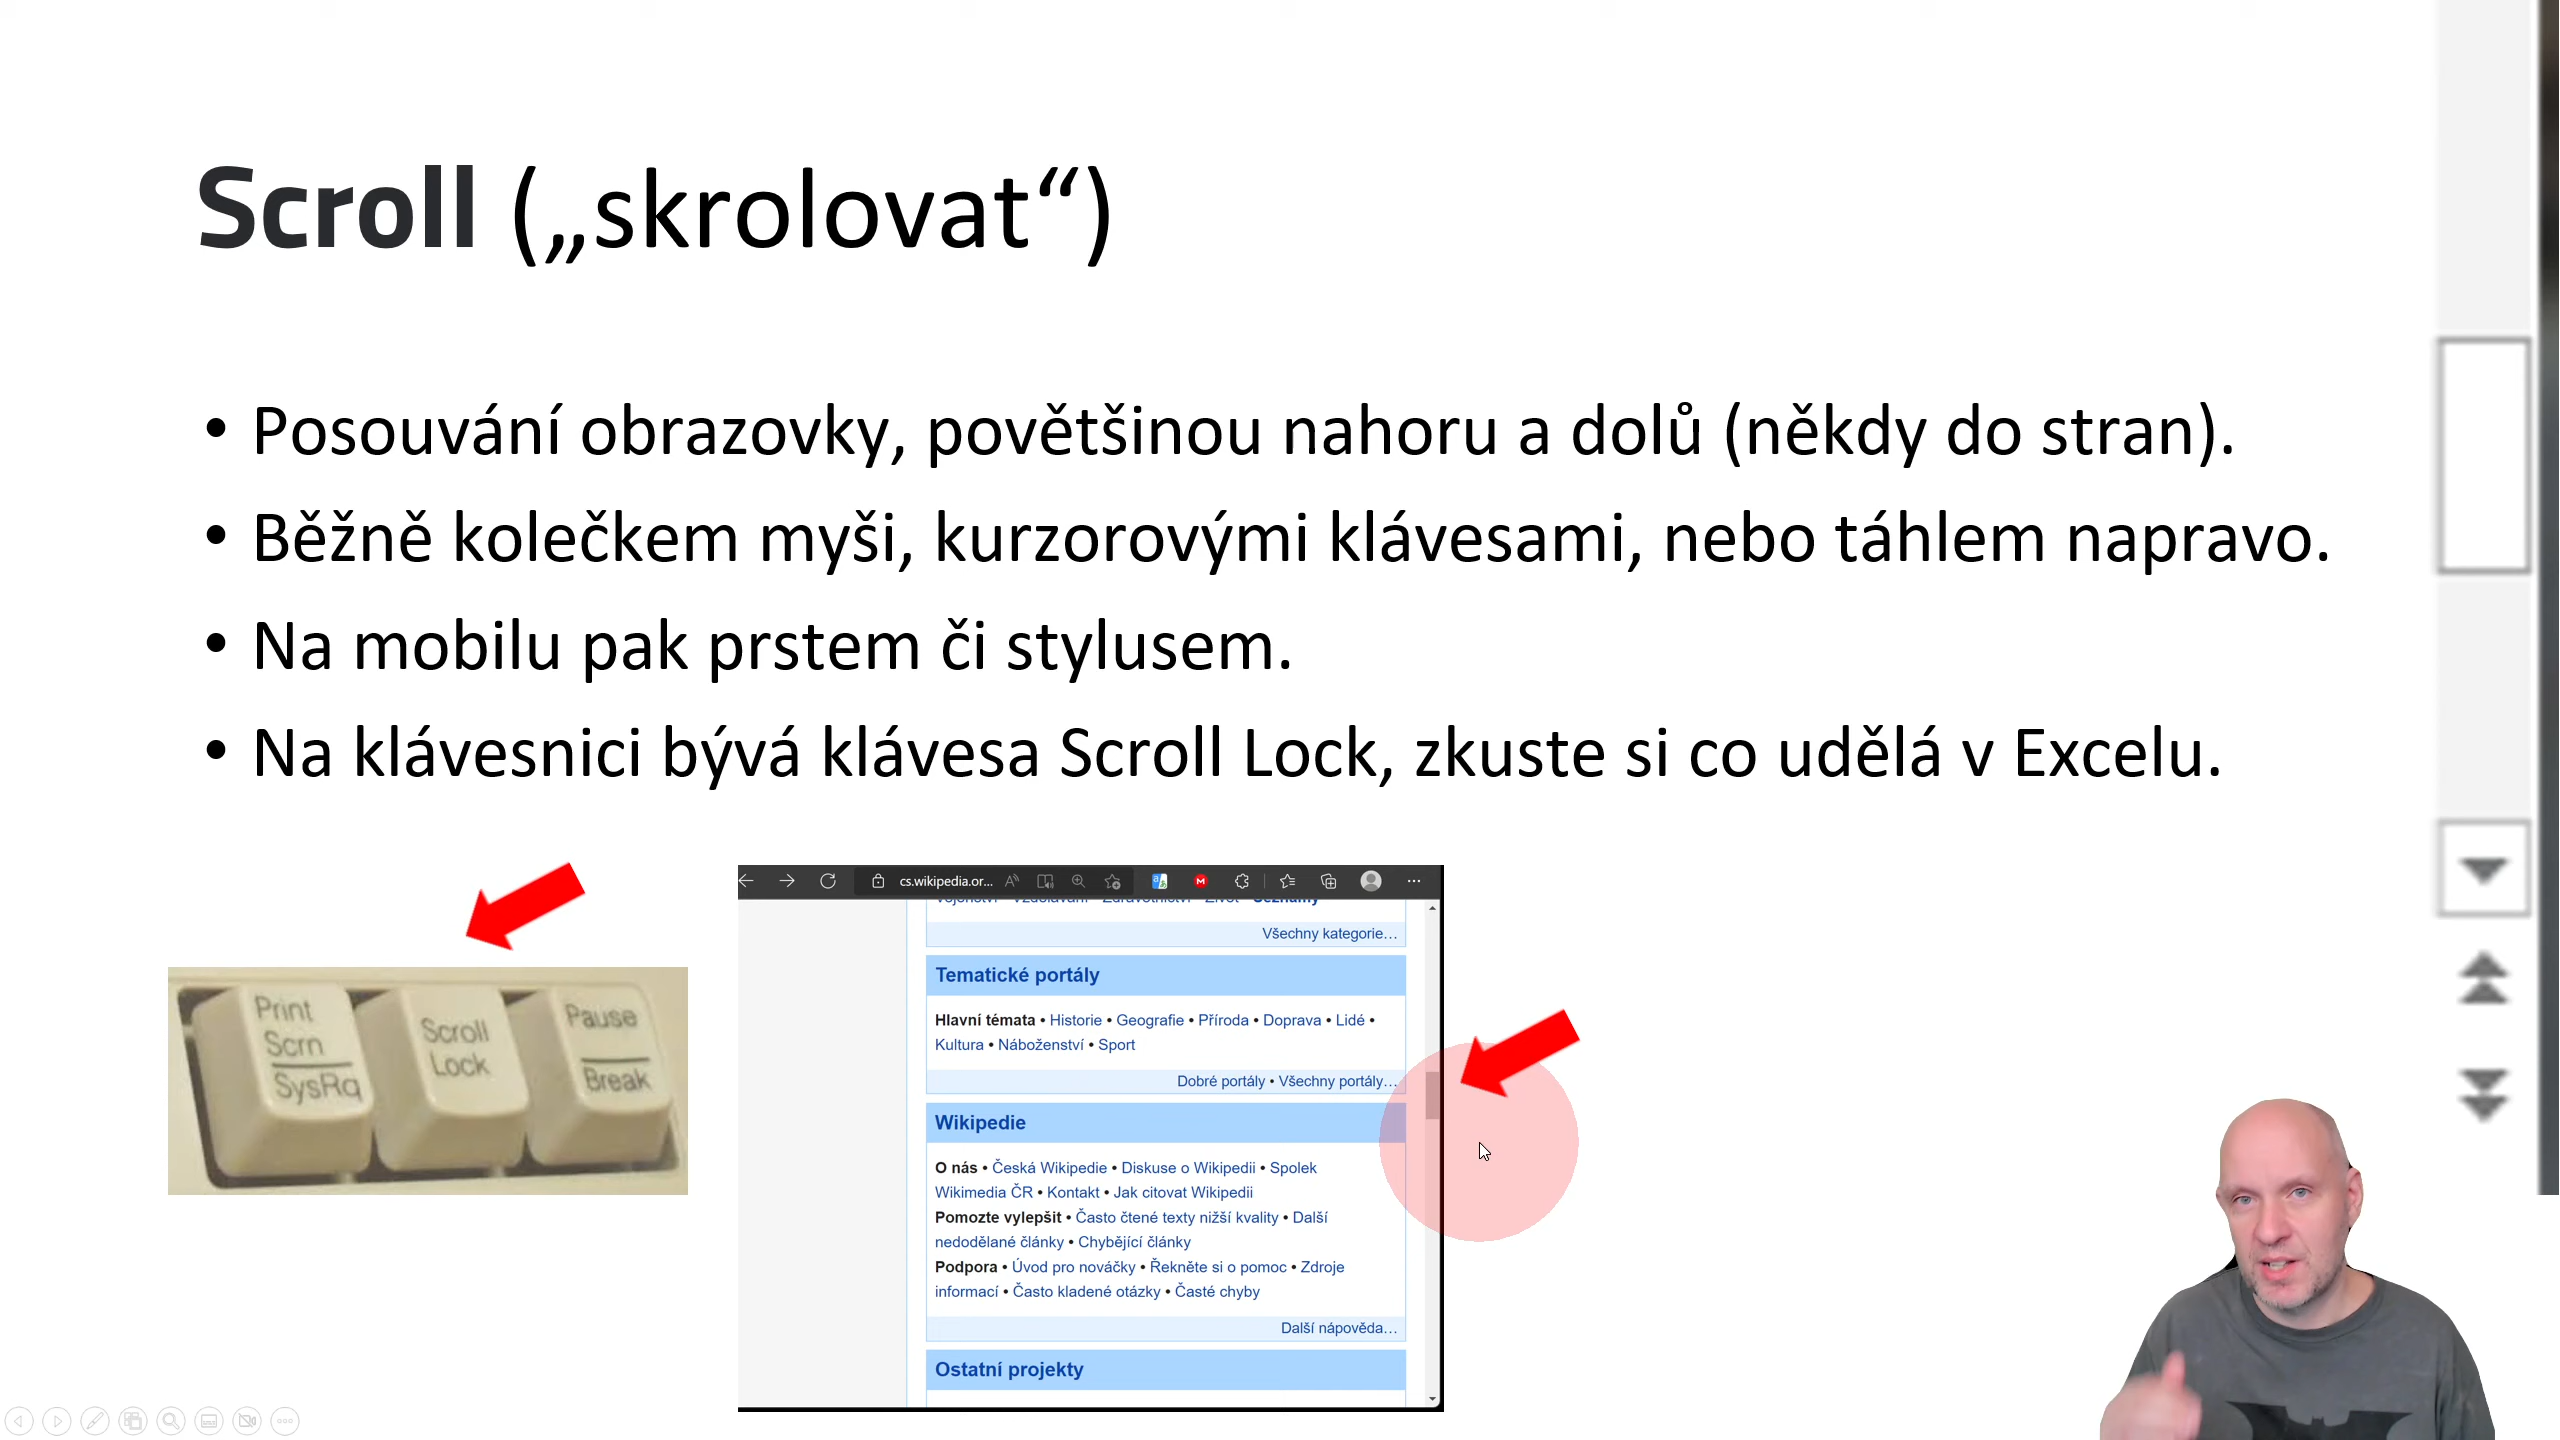 Scroll („skrolovat“)
• Posouvání obrazovky, povětšinou nahoru a dolů (někdy do stran).
• Běžně kolečkem myši, kurzorovými klávesami, nebo táhlem napravo.
• Na mobilu pak prstem či stylusem.
• Na klávesnici bývá klávesa Scroll Lock, zkuste si co udělá v Excelu.
Print
Scrn
SysRq
Scroll
Lock
Pause
Break
cs.wikipedia.or...
Všechny kategorie…
Tematické portály
Hlavní témata • Historie • Geografie • Příroda • Doprava • Lidé •
Kultura • Náboženství • Sport
Dobré portály • Všechny portály…
Wikipedie
O nás • Česká Wikipedie • Diskuse o Wikipedii • Spolek
Wikimedia ČR • Kontakt • Jak citovat Wikipedii
Pomozte vylepšit • Často čtené texty nižší kvality • Další
nedodělané články • Chybějící články
Podpora • Úvod pro nováčky • Řekněte si o pomoc • Zdroje
informací • Často kladené otázky • Časté chyby
Další nápověda…
Ostatní projekty